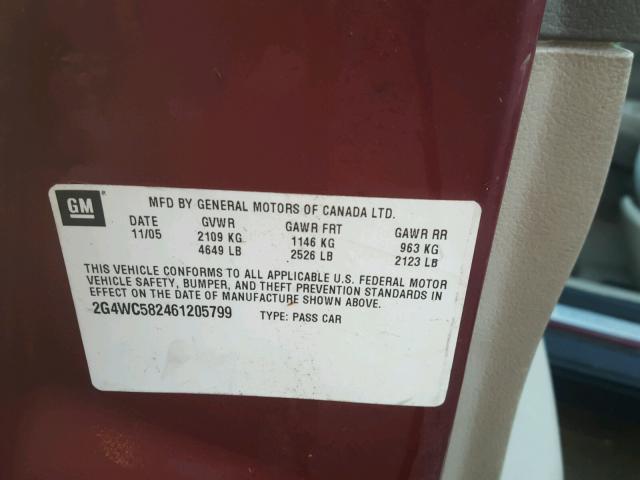 GM
MFD BY GENERAL MOTORS OF CANADA LTD.
DATE GVWR GAWR FRT GAWR RR
11/05 2109 KG 1146 KG 963 KG
4649 LB 2526 LB 2123 LB
THIS VEHICLE CONFORMS TO ALL APPLICABLE U.S. FEDERAL MOTOR
VEHICLE SAFETY, BUMPER, AND THEFT PREVENTION STANDARDS IN
EFFECT ON THE DATE OF MANUFACTURE SHOWN ABOVE.
2G4WC582461205799 TYPE: PASS CAR